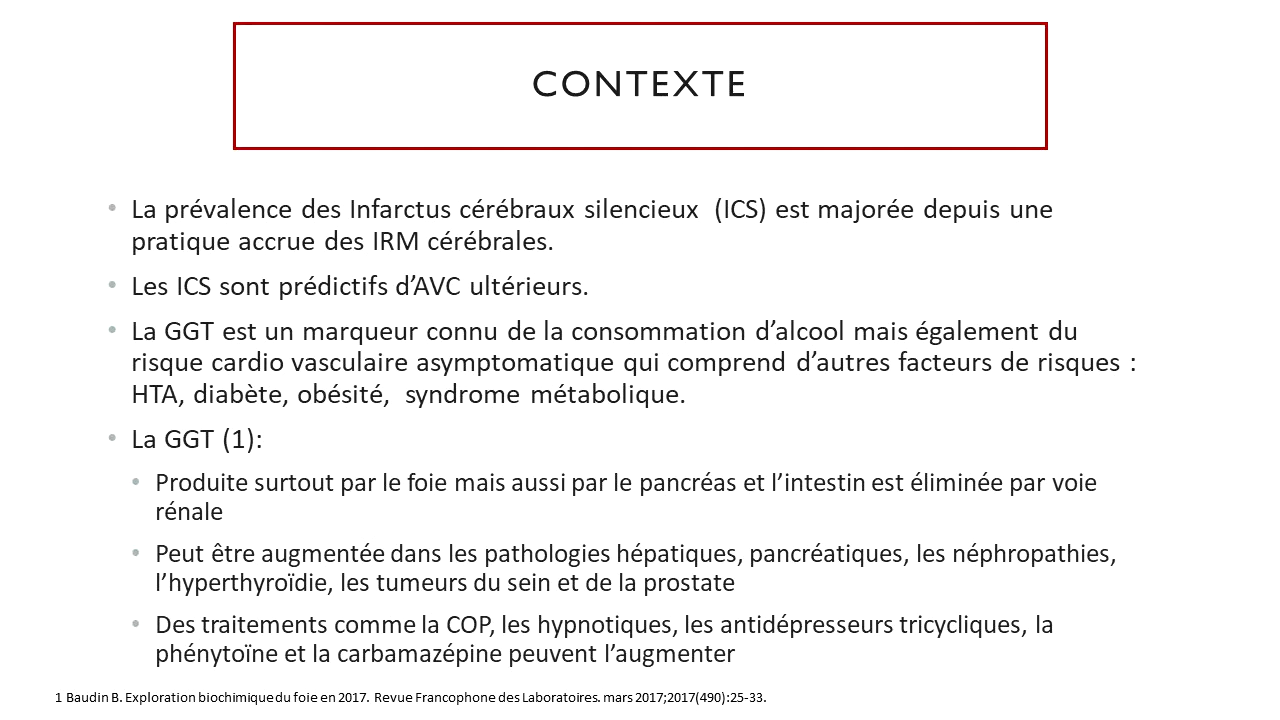 CONTEXTE
• La prévalence des Infarctus cérébraux silencieux (ICS) est majorée depuis une
pratique accrue des IRM cérébrales.
• Les ICS sont prédictifs d’AVC ultérieurs.
• La GGT est un marqueur connu de la consommation d’alcool mais également du
risque cardio vasculaire asymptomatique qui comprend d’autres facteurs de risques :
HTA, diabète, obésité, syndrome métabolique.
• La GGT (1):
• Produite surtout par le foie mais aussi par le pancréas et l’intestin est éliminée par voie
rénale
• Peut être augmentée dans les pathologies hépatiques, pancréatiques, les néphropathies,
l’hyperthyroïdie, les tumeurs du sein et de la prostate
• Des traitements comme la COP, les hypnotiques, les antidépresseurs tricycliques, la
phénytoïne et la carbamazépine peuvent l’augmenter
1 Baudin B. Exploration biochimique du foie en 2017. Revue Francophone des Laboratoires. mars 2017;2017(490):25-33.